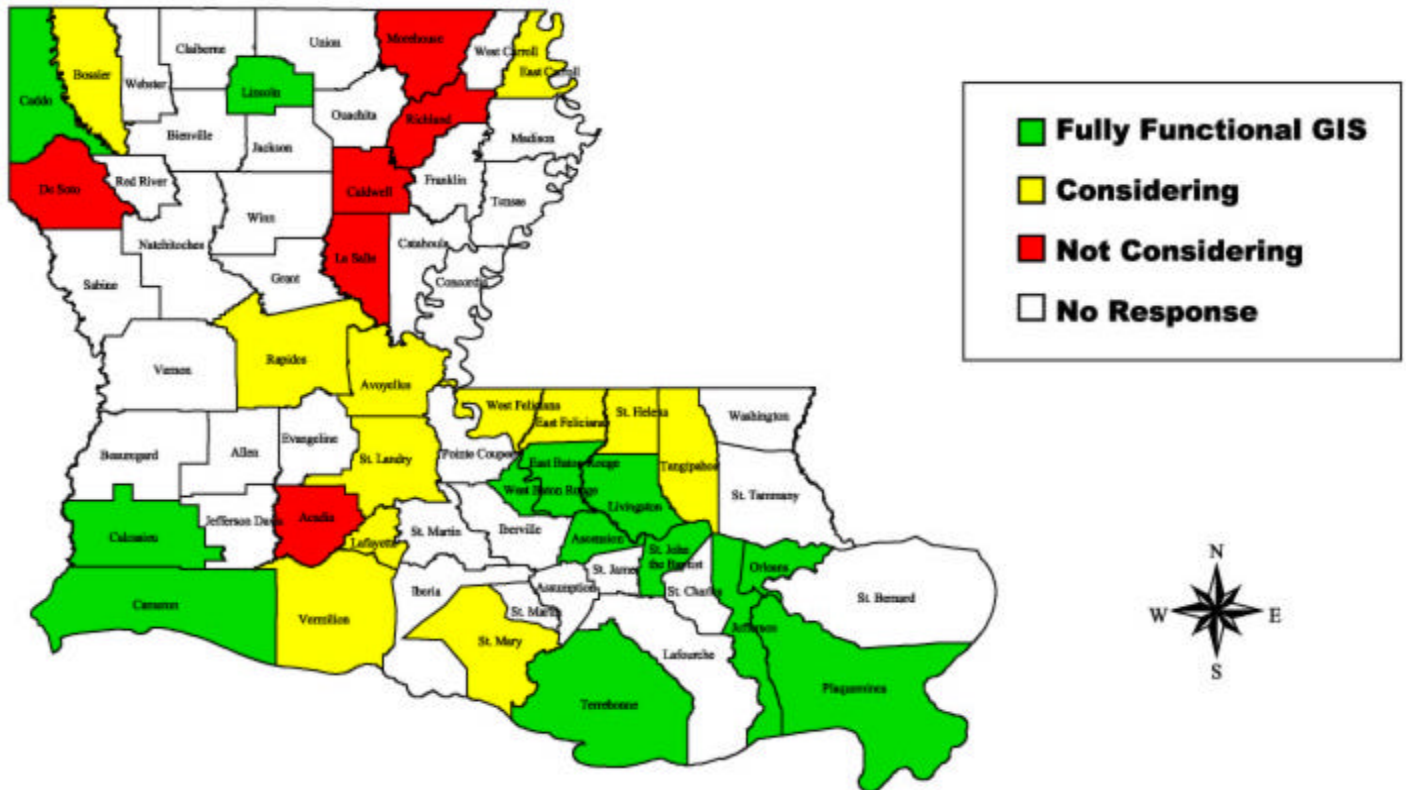 Morehouse
Union
Claiborne
West Carroll
East Carroll
Bossier
Webster
Caddo
Lincoln
Ouachita
Richland
Bienville
Madison
Jackson
Red River
Franklin
De Soto
Caldwell
Tensas
Winn
Natchitoches
Catahoula
La Salle
Grant
Sabine
Concordia
Rapides
Vernon
Avoyelles
West Feliciana
East Feliciana
St. Helena
Washington
Evangeline
Beauregard
Allen
St. Landry
Pointe Coupee
East Baton Rouge
Tangipahoa
West Baton Rouge
St. Tammany
Livingston
Jefferson Davis
Acadia
St. Martin
Iberville
Calcasieu
Lafayette
Ascension
St. John
the Baptist
Orleans
St. James
Assumption
St. Charles
Iberia
St. Bernard
Cameron
St. Martin
Vermilion
Jefferson
St. Mary
Lafourche
Plaquemines
Terrebonne
Fully Functional GIS
Considering
Not Considering
No Response
N
W
E
S